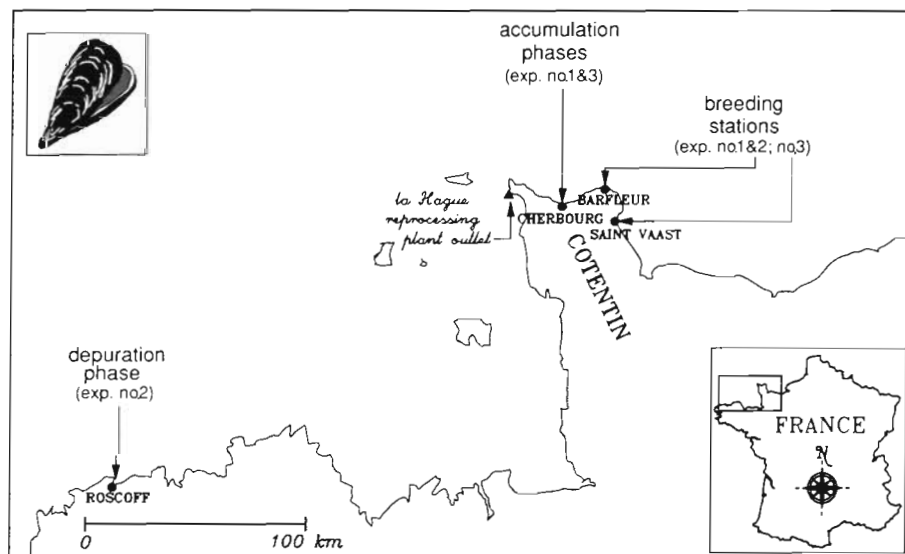 accumulation
phases
(exp. no.1&3)
breeding
stations
(exp. no.1&2; no.3)
la Hague
reprocessing
plant outlet
BARFLEUR
CHERBOURG
SAINT VAAST
COTENTIN
depuration
phase
(exp. no.2)
ROSCOFF
0 100 km
FRANCE
N